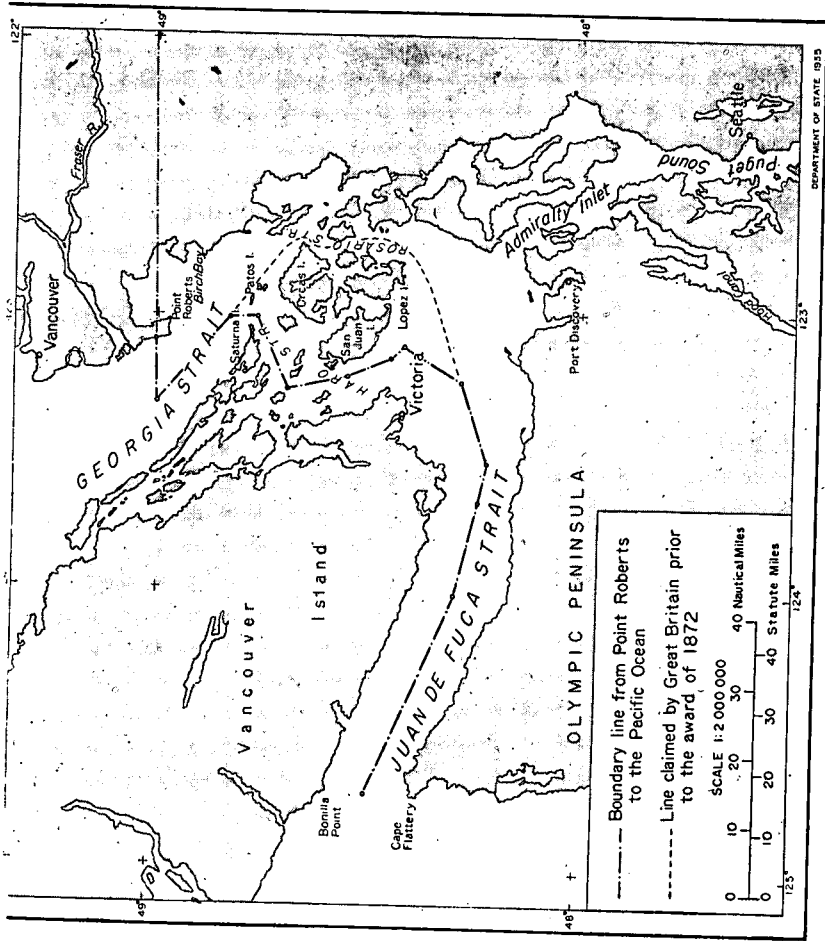 125°
124°
123°
122°
49°
49°
48°
48°
Vancouver
Fraser R.
Point Roberts
Birch Bay
GEORGIA STRAIT
Saturna I.
Patos I.
Orcas I.
HARO STR.
San Juan I.
ROSARIO STR.
Lopez I.
Victoria
Vancouver
Island
Bonilla Point
Cape Flattery
JUAN DE FUCA STRAIT
Port Discovery
Admiralty Inlet
Hood Canal
Puget Sound
Seattle
OLYMPIC PENINSULA
Boundary line from Point Roberts
to the Pacific Ocean
Line claimed by Great Britain prior
to the award of 1872
SCALE 1:2 000 000
0 10 20 30 40 Nautical Miles
0 10 20 30 40 Statute Miles
DEPARTMENT OF STATE 1955